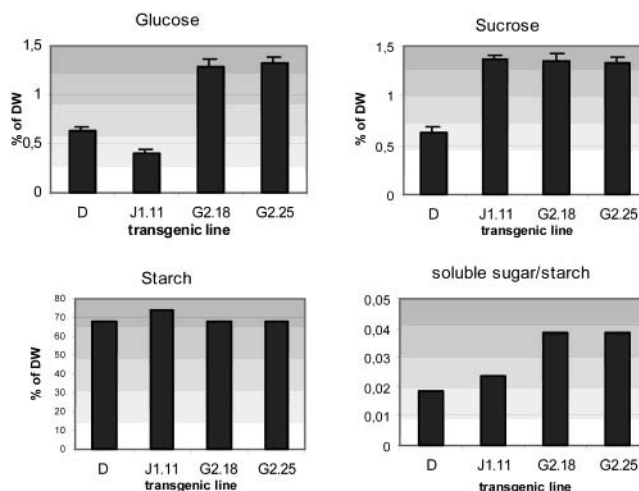 Glucose
1,5
1
0,5
0
% of DW
D J1.11 G2.18 G2.25
transgenic line
Sucrose
1,5
1
0,5
0
% of DW
D J1.11 G2.18 G2.25
transgenic line
Starch
80
70
60
50
40
30
20
10
0
% of DW
D J1.11 G2.18 G2.25
transgenic line
soluble sugar/starch
0,05
0,04
0,03
0,02
0,01
0
D J1.11 G2.18 G2.25
transgenic line